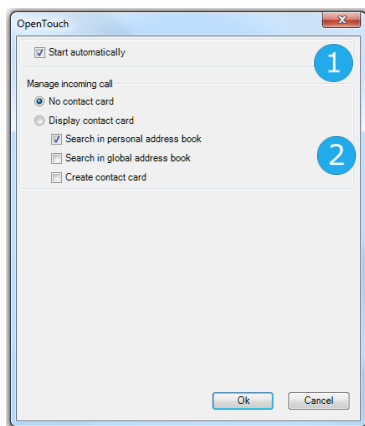 OpenTouch
x
Start automatically
1
Manage incoming call
No contact card
Display contact card
Search in personal address book
2
Search in global address book
Create contact card
Ok
Cancel